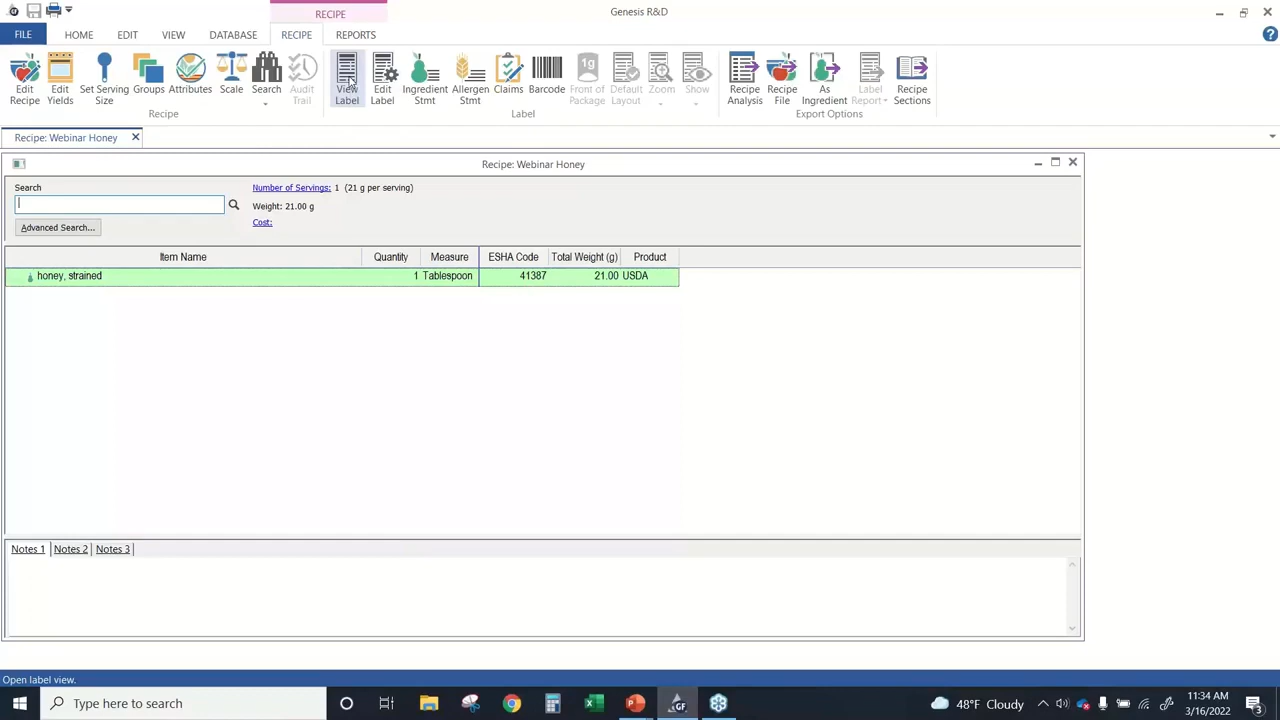 RECIPE
Genesis R&D
FILE
HOME
EDIT
VIEW
DATABASE
RECIPE
REPORTS
Edit Recipe
Edit Yields
Set Serving Size
Groups
Attributes
Scale
Search
Audit Trail
Recipe
View Label
Edit Label
Ingredient Stmt
Allergen Stmt
Claims
Barcode
1g
Front of Package
Default Layout
Zoom
Show
Label
Recipe Analysis
Recipe File
As Ingredient
Label Report
Recipe Sections
Export Options
Recipe: Webinar Honey
Recipe: Webinar Honey
Search
Number of Servings: 1 (21 g per serving)
Weight: 21.00 g
Cost:
Advanced Search...
Item Name Quantity Measure ESHA Code Total Weight (g) Product
honey, strained 1 Tablespoon 41387 21.00 USDA
Notes 1 Notes 2 Notes 3
Open label view.
Type here to search
GF
48°F Cloudy
11:34 AM
3/16/2022
3